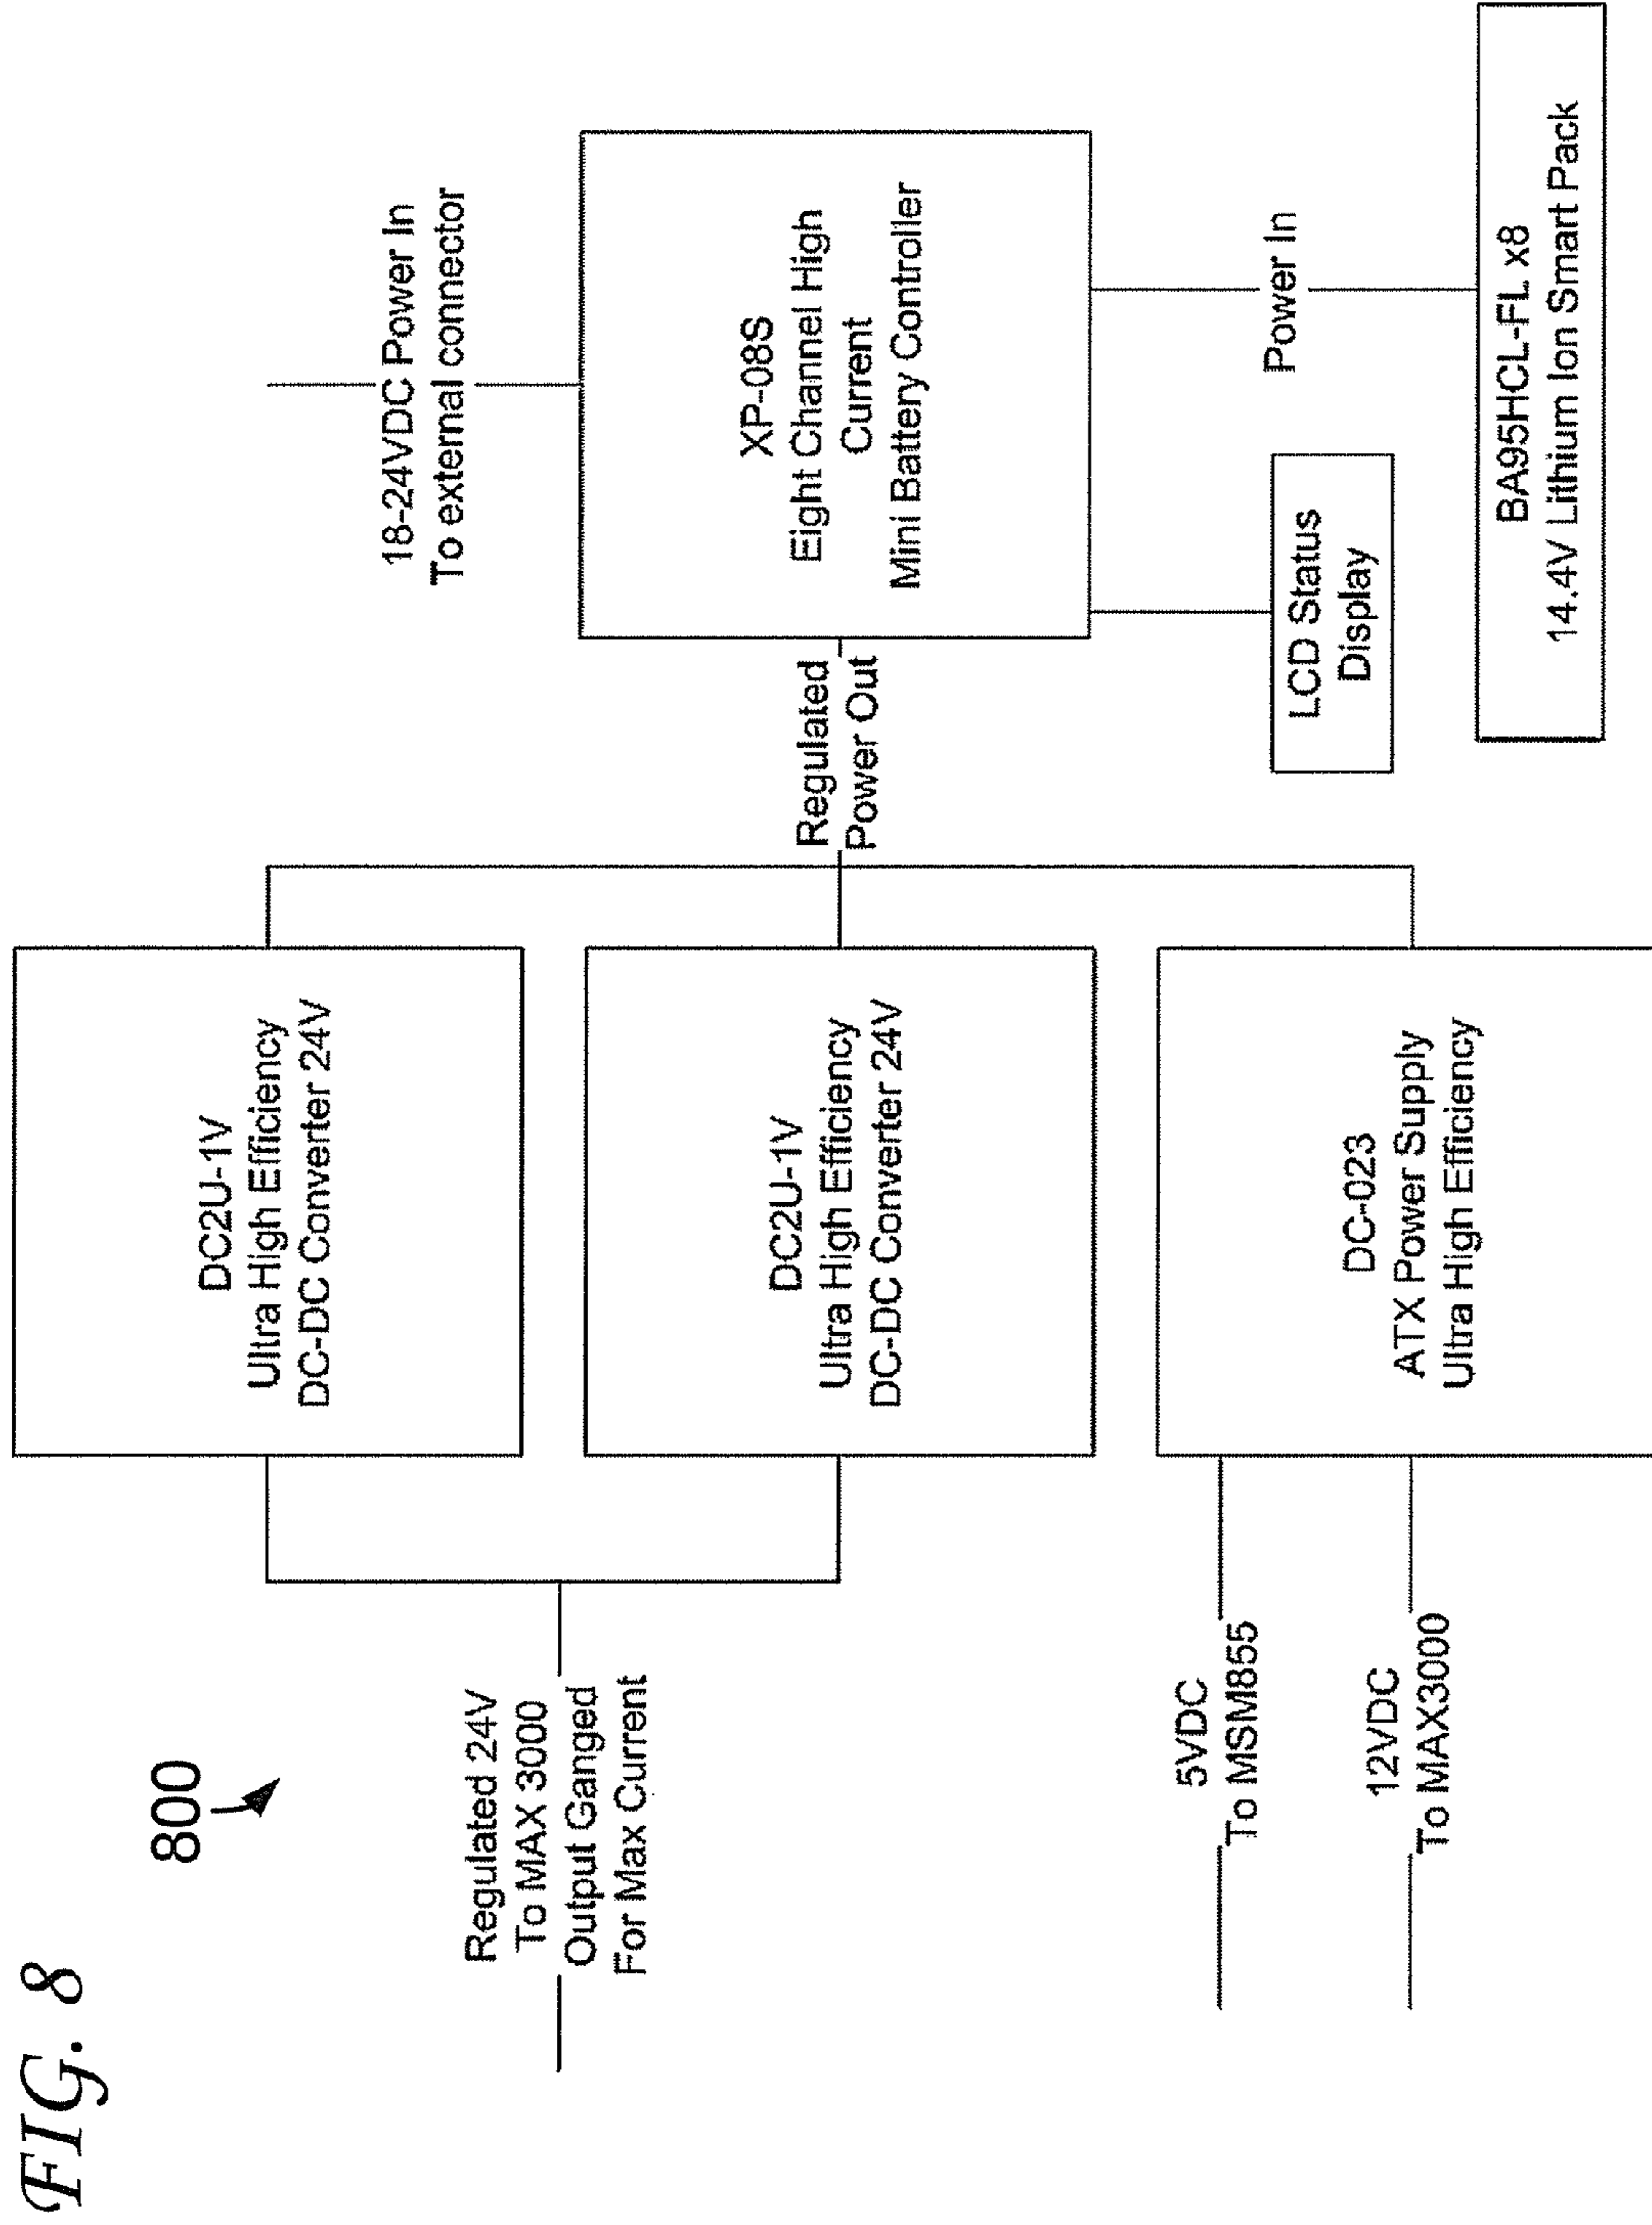 FIG. 8
800
Regulated 24V
To MAX 3000
Output Ganged
For Max Current
5VDC
To MSM855
12VDC
To MAX3000
DC2U-1V
Ultra High Efficiency
DC-DC Converter 24V
DC2U-1V
Ultra High Efficiency
DC-DC Converter 24V
DC-023
ATX Power Supply
Ultra High Efficiency
Regulated
Power Out
18-24VDC Power In
To external connector
XP-08S
Eight Channel High
Current
Mini Battery Controller
LCD Status
Display
Power In
BA95HCL-FL x8
14.4V Lithium Ion Smart Pack